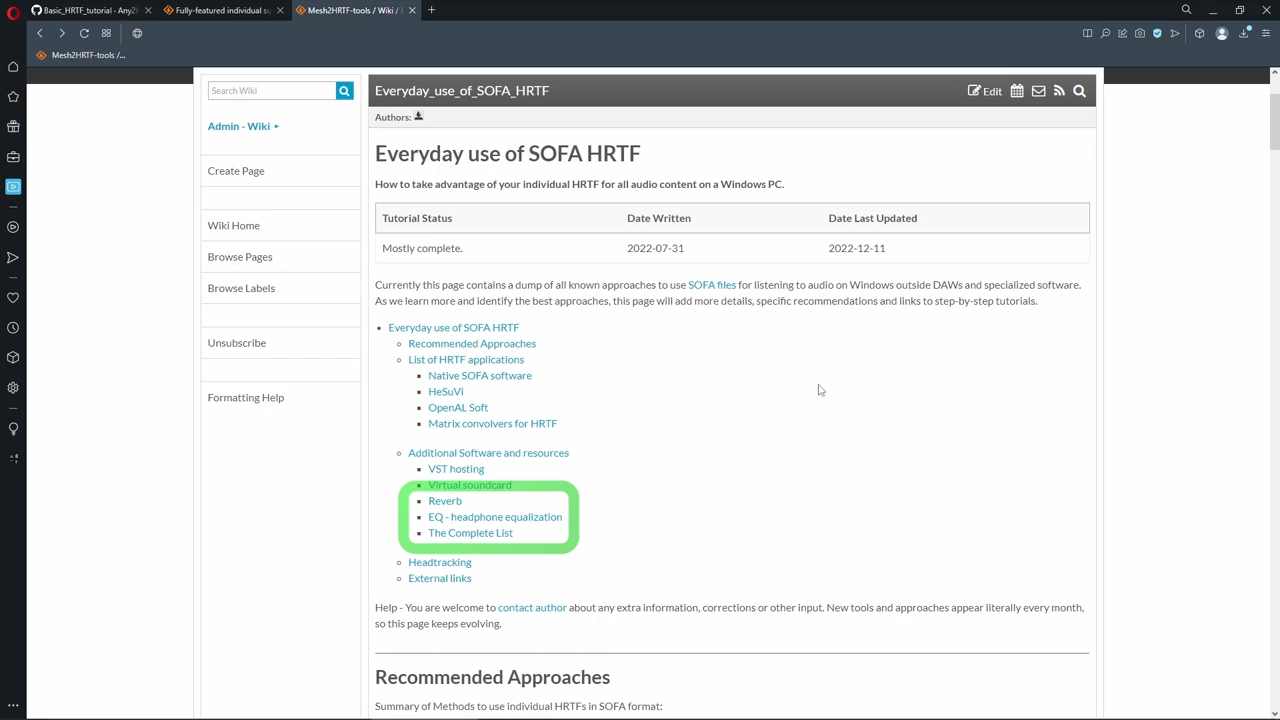 Basic_HRTF_tutorial - Any2H
Fully-featured individual su
Mesh2HRTF-tools / Wiki / E
Mesh2HRTF-tools /...
Search Wiki
Admin - Wiki
Create Page
Wiki Home
Browse Pages
Browse Labels
Unsubscribe
Formatting Help
Everyday_use_of_SOFA_HRTF
Edit
Authors:
Everyday use of SOFA HRTF
How to take advantage of your individual HRTF for all audio content on a Windows PC.
Tutorial Status Date Written Date Last Updated
Mostly complete. 2022-07-31 2022-12-11
Currently this page contains a dump of all known approaches to use SOFA files for listening to audio on Windows outside DAWs and specialized software.
As we learn more and identify the best approaches, this page will add more details, specific recommendations and links to step-by-step tutorials.
Everyday use of SOFA HRTF
Recommended Approaches
List of HRTF applications
Native SOFA software
HeSuVi
OpenAL Soft
Matrix convolvers for HRTF
Additional Software and resources
VST hosting
Virtual soundcard
Reverb
EQ - headphone equalization
The Complete List
Headtracking
External links
Help - You are welcome to contact author about any extra information, corrections or other input. New tools and approaches appear literally every month,
so this page keeps evolving.
Recommended Approaches
Summary of Methods to use individual HRTFs in SOFA format: